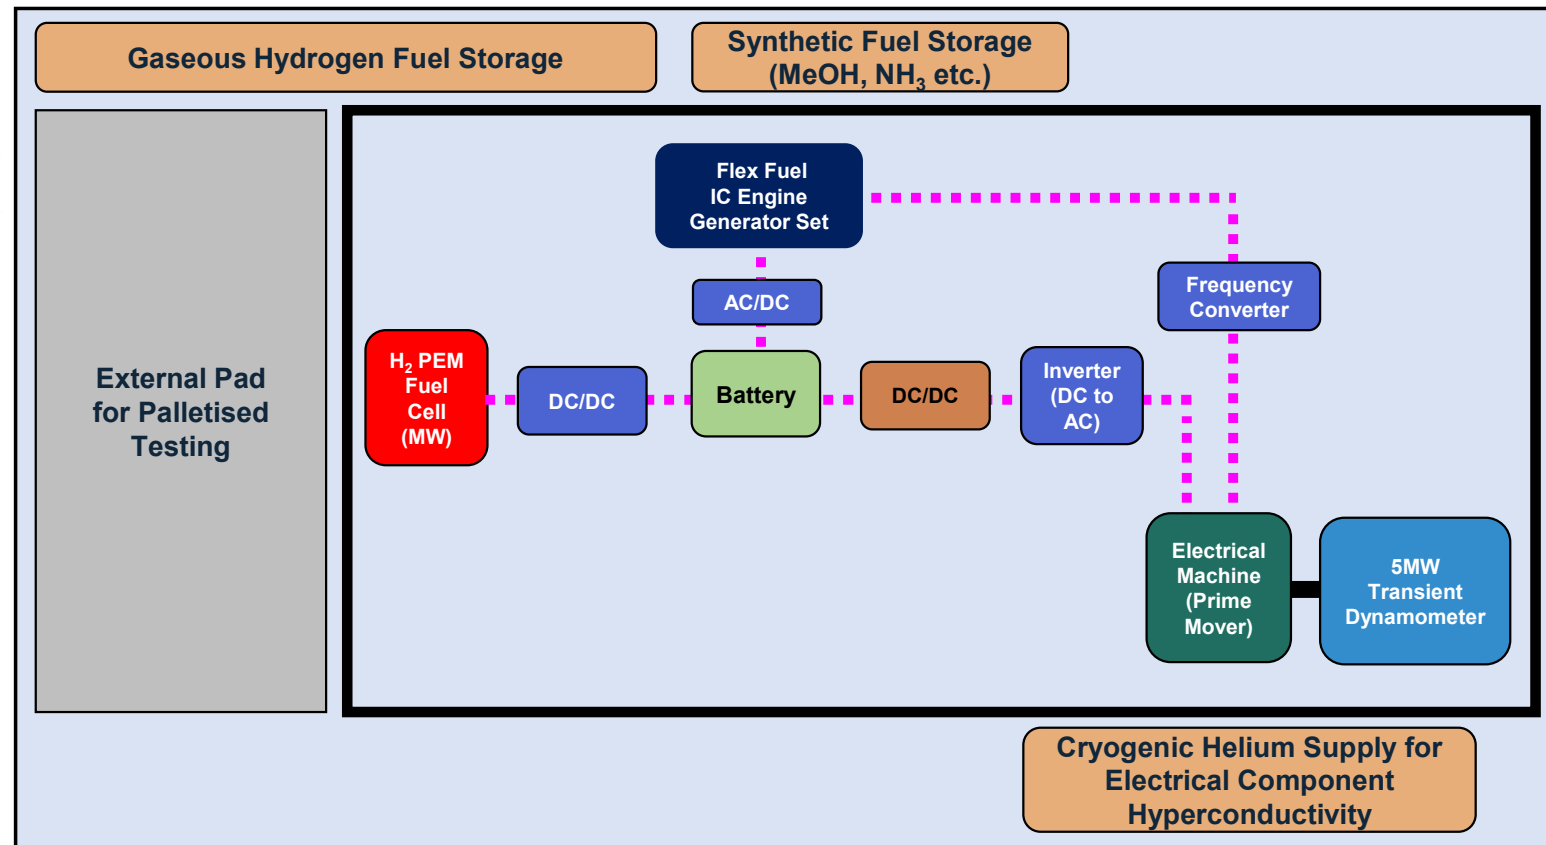 Gaseous Hydrogen Fuel Storage
Synthetic Fuel Storage
(MeOH, NH₃ etc.)
External Pad
for Palletised
Testing
Flex Fuel
IC Engine
Generator Set
AC/DC
Frequency
Converter
H₂ PEM
Fuel
Cell
(MW)
DC/DC
Battery
DC/DC
Inverter
(DC to
AC)
Electrical
Machine
(Prime
Mover)
5MW
Transient
Dynamometer
Cryogenic Helium Supply for
Electrical Component
Hyperconductivity